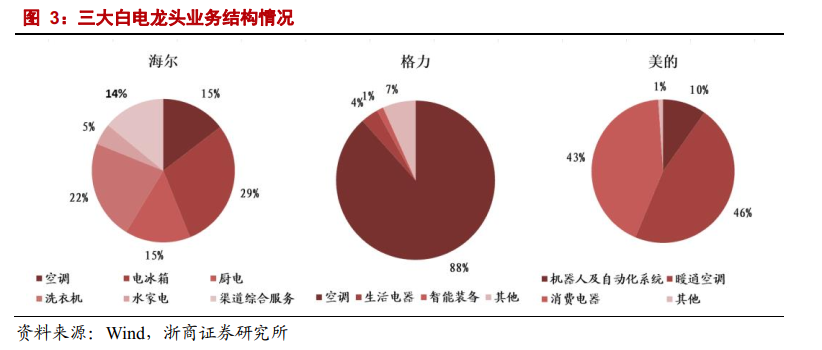 图 3：三大白电龙头业务结构情况
海尔
14%
15%
5%
29%
22%
15%
空调 电冰箱 厨电
洗衣机 水家电 渠道综合服务
格力
4%
1%
7%
88%
空调 生活电器 智能装备 其他
美的
1%
10%
43%
46%
机器人及自动化系统 暖通空调
消费电器 其他
资料来源：Wind，浙商证券研究所